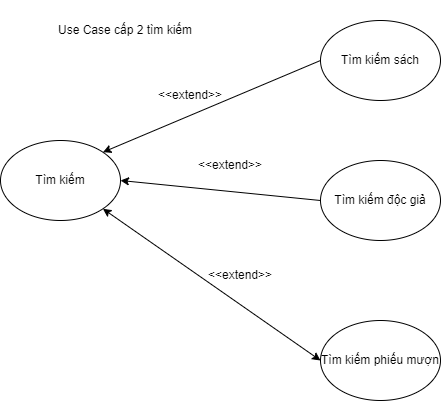 Use Case cấp 2 tìm kiếm
Tìm kiếm sách
<<extend>>
<<extend>>
Tìm kiếm
Tìm kiếm độc giả
<<extend>>
Tìm kiếm phiếu mượn